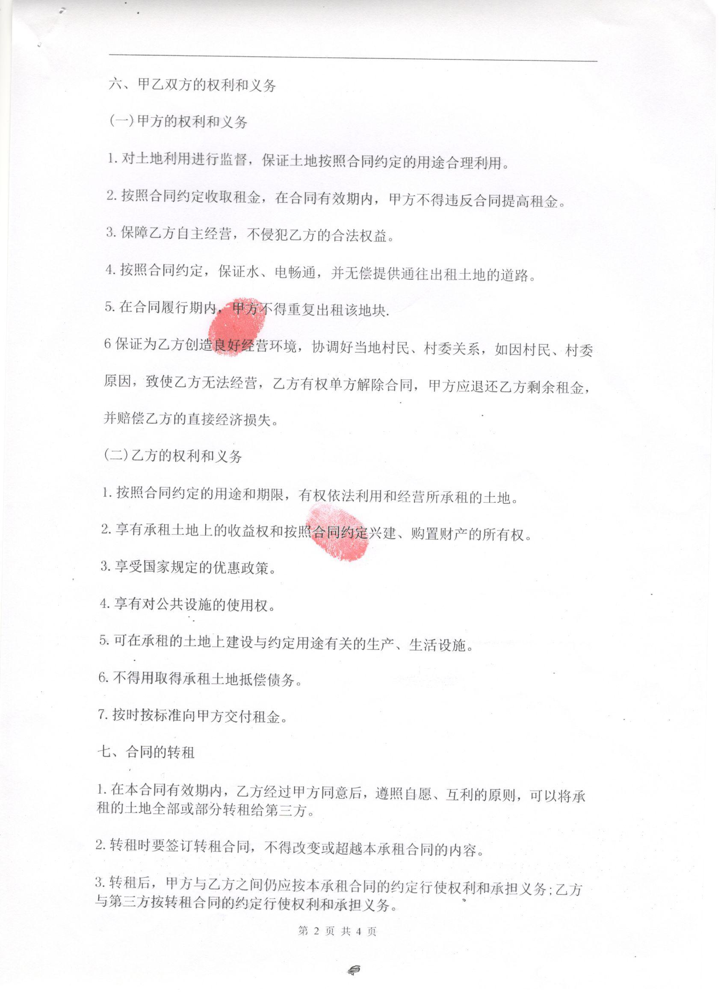 六、甲乙双方的权利和义务
(一)甲方的权利和义务
1.对土地利用进行监督，保证土地按照合同约定的用途合理利用。
2.按照合同约定收取租金，在合同有效期内，甲方不得违反合同提高租金。
3.保障乙方自主经营，不侵犯乙方的合法权益。
4.按照合同约定，保证水、电畅通，并无偿提供通往出租土地的道路。
5.在合同履行期内，甲方不得重复出租该地块.
6保证为乙方创造良好经营环境，协调好当地村民、村委关系，如因村民、村委
原因，致使乙方无法经营，乙方有权单方解除合同，甲方应退还乙方剩余租金，
并赔偿乙方的直接经济损失。
(二)乙方的权利和义务
1.按照合同约定的用途和期限，有权依法利用和经营所承租的土地。
2.享有承租土地上的收益权和按照合同约定兴建、购置财产的所有权。
3.享受国家规定的优惠政策。
4.享有对公共设施的使用权。
5.可在承租的土地上建设与约定用途有关的生产、生活设施。
6.不得用取得承租土地抵偿债务。
7.按时按标准向甲方交付租金。
七、合同的转租
1.在本合同有效期内，乙方经过甲方同意后，遵照自愿、互利的原则，可以将承
租的土地全部或部分转租给第三方。
2.转租时要签订转租合同，不得改变或超越本承租合同的内容。
3.转租后，甲方与乙方之间仍应按本承租合同的约定行使权利和承担义务;乙方
与第三方按转租合同的约定行使权利和承担义务。
第 2 页 共 4 页